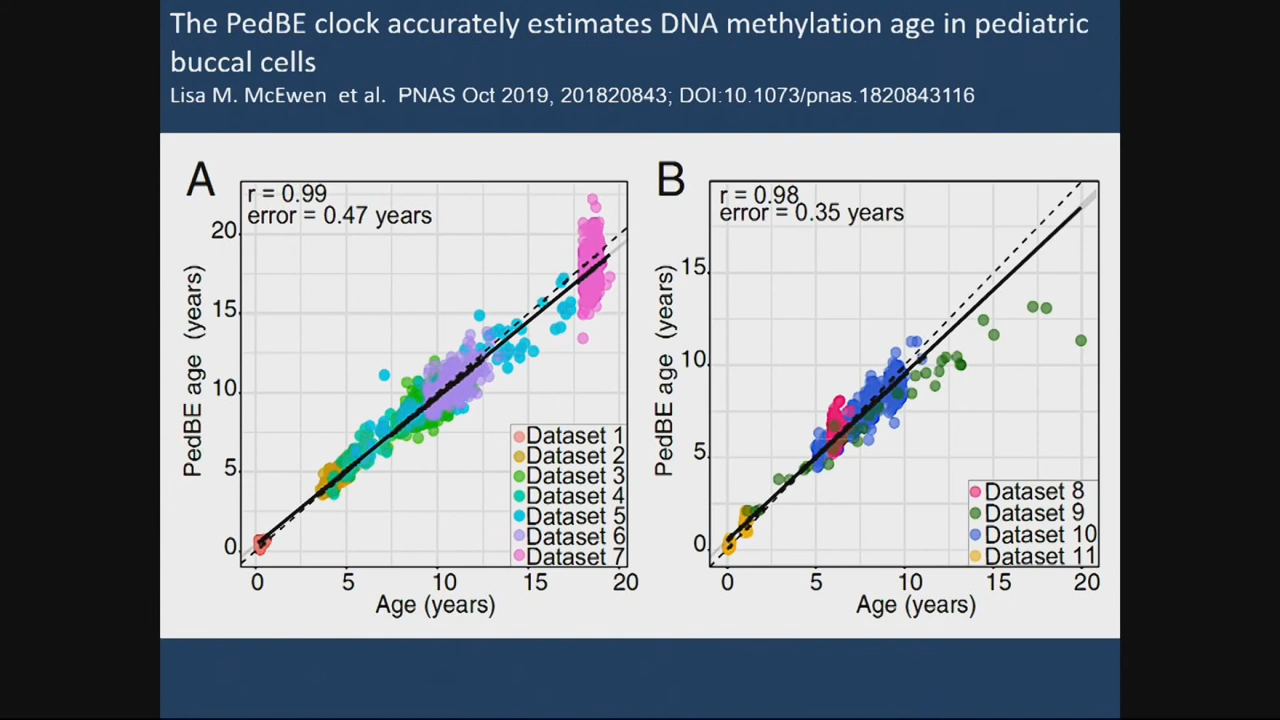 The PedBE clock accurately estimates DNA methylation age in pediatric
buccal cells
Lisa M. McEwen et al. PNAS Oct 2019, 201820843; DOI:10.1073/pnas.1820843116
A
r = 0.99
error = 0.47 years
20
15
10
5
0
PedBE age (years)
Dataset 1
Dataset 2
Dataset 3
Dataset 4
Dataset 5
Dataset 6
Dataset 7
0 5 10 15 20
Age (years)
B
r = 0.98
error = 0.35 years
15
10
5
0
PedBE age (years)
Dataset 8
Dataset 9
Dataset 10
Dataset 11
0 5 10 15 20
Age (years)